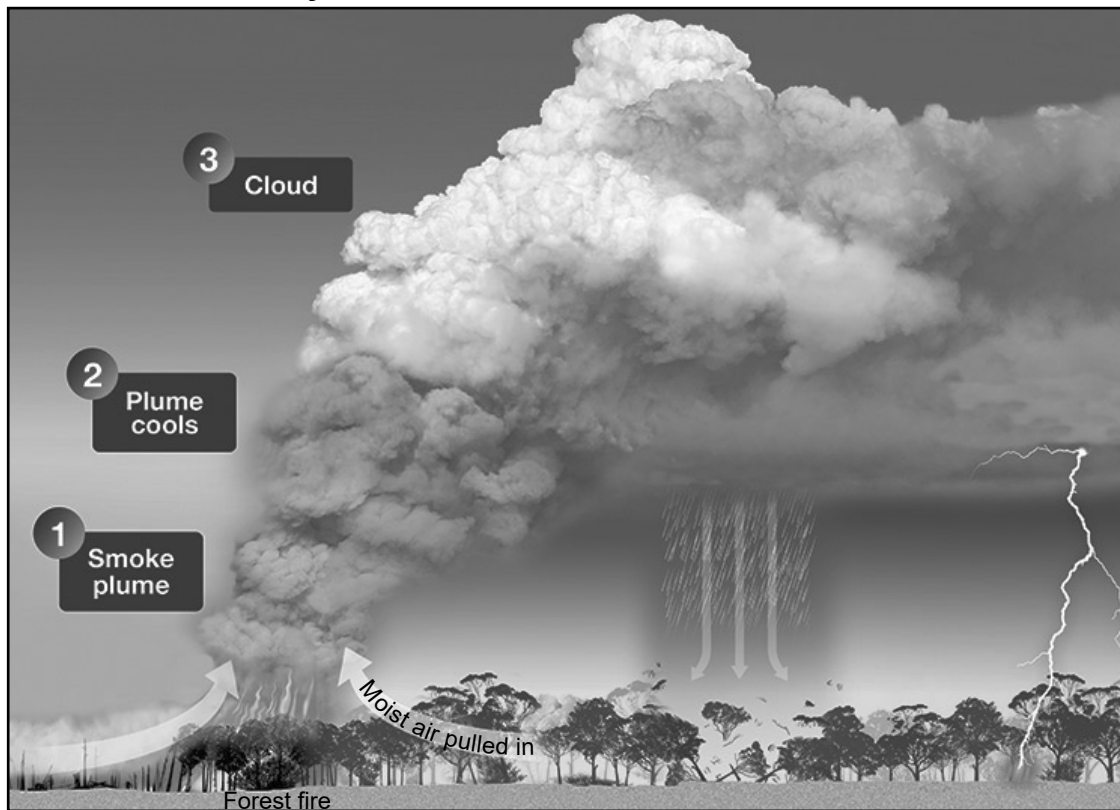 3
Cloud
2
Plume
cools
1
Smoke
plume
Moist air pulled in
Forest fire